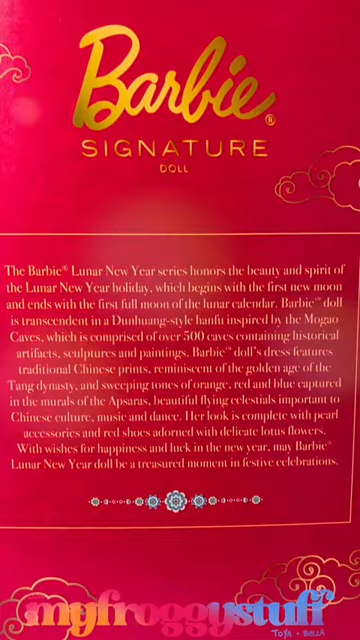 Barbie®
SIGNATURE
DOLL
The Barbie® Lunar New Year series honors the beauty and spirit of
the Lunar New Year holiday, which begins with the first new moon
and ends with the first full moon of the lunar calendar. Barbie™ doll
is transcendent in a Dunhuang-style hanfu inspired by the Mogao
Caves, which is comprised of over 500 caves containing historical
artifacts, sculptures and paintings. Barbie™ doll's dress features
traditional Chinese prints, reminiscent of the golden age of the
Tang dynasty, and sweeping tones of orange, red and blue captured
in the murals of the Apsaras, beautiful flying celestials important to
Chinese culture, music and dance. Her look is complete with pearl
accessories and red shoes adorned with delicate lotus flowers.
With wishes for happiness and luck in the new year, may Barbie®
Lunar New Year doll be a treasured moment in festive celebrations.
myfroggystuff
TOYA + BELLA